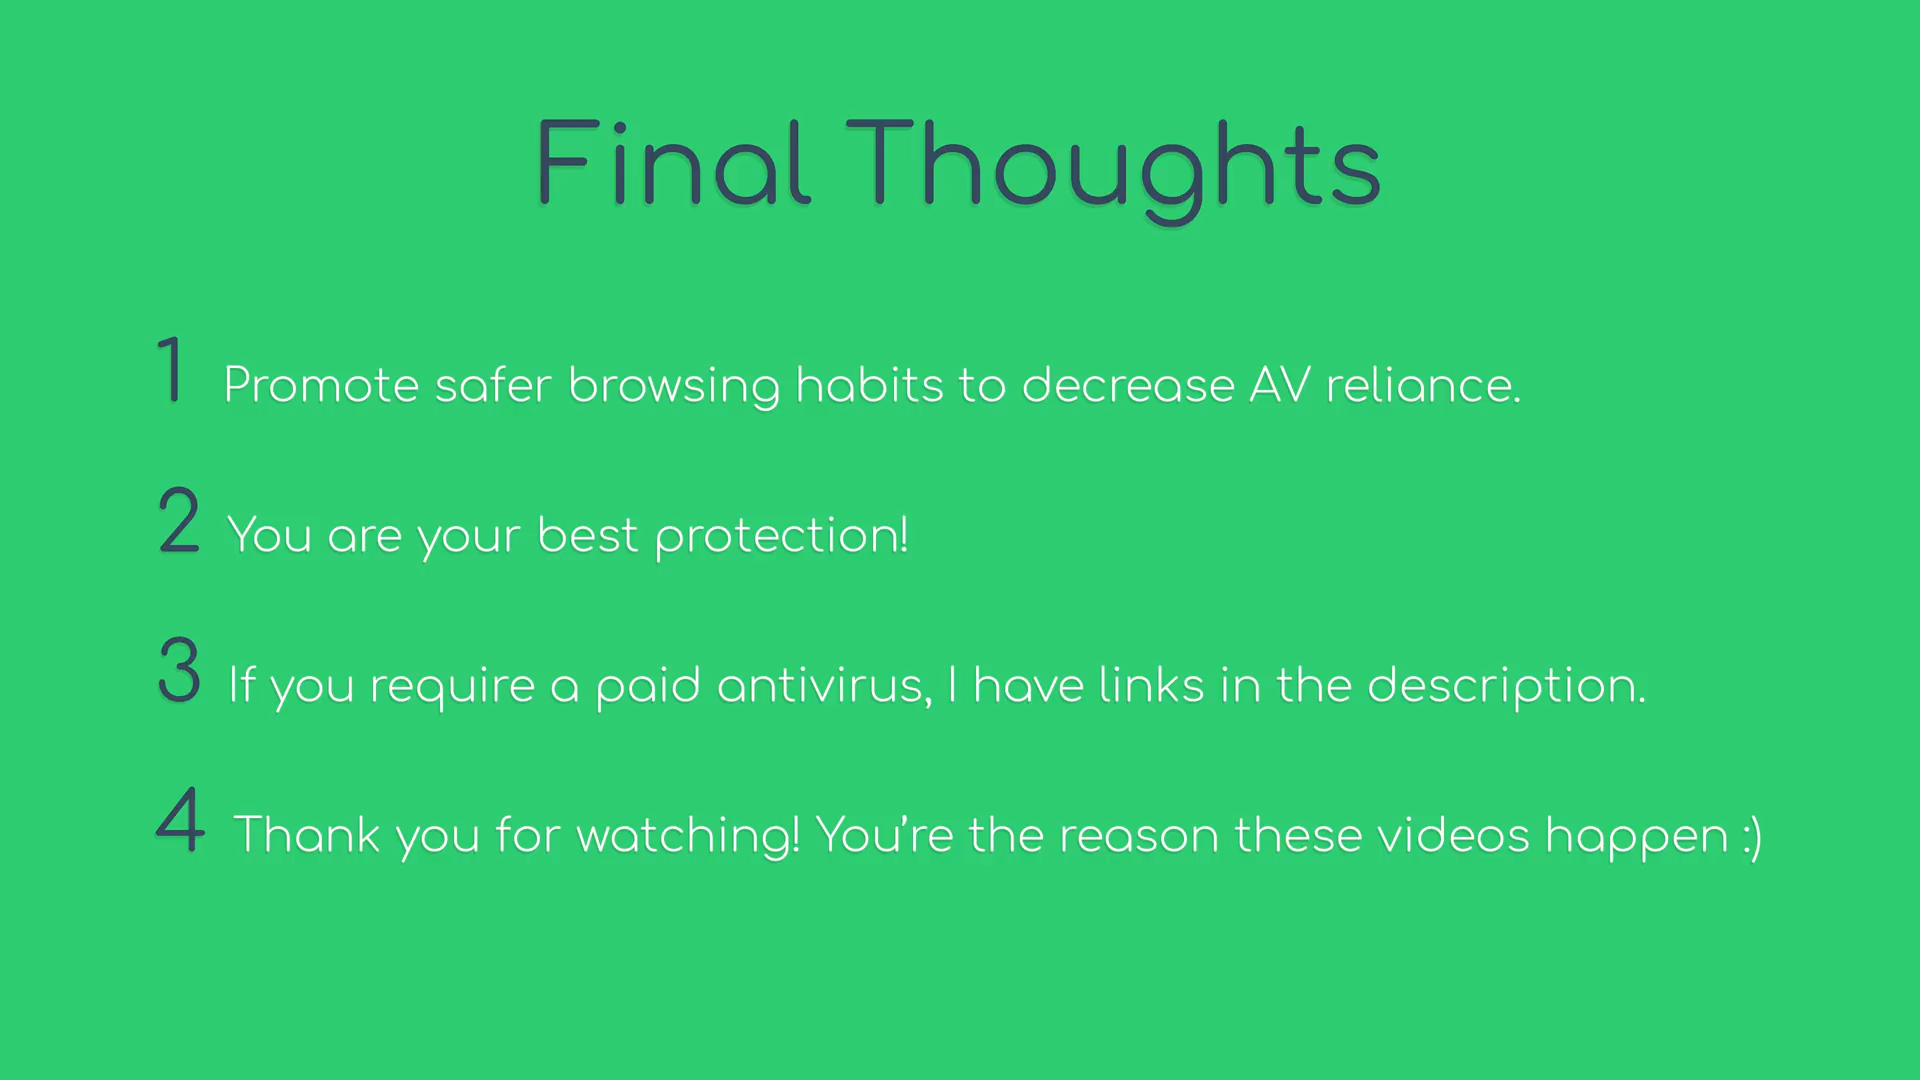 Final Thoughts
1 Promote safer browsing habits to decrease AV reliance.
2 You are your best protection!
3 If you require a paid antivirus, I have links in the description.
4 Thank you for watching! You’re the reason these videos happen :)